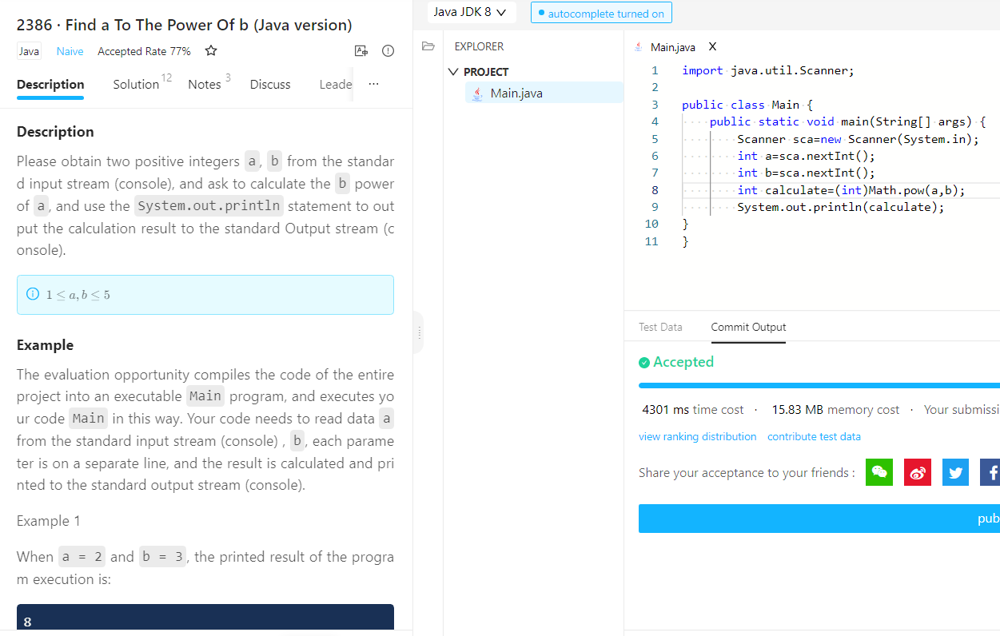 2386 · Find a To The Power Of b (Java version)
Java Naive Accepted Rate 77%
Description Solution 12 Notes 3 Discuss Leade ...
Description
Please obtain two positive integers a, b from the standar
d input stream (console), and ask to calculate the b power
of a, and use the System.out.println statement to out
put the calculation result to the standard Output stream (c
onsole).
1 ≤ a, b ≤ 5
Example
The evaluation opportunity compiles the code of the entire
project into an executable Main program, and executes yo
ur code Main in this way. Your code needs to read data a
from the standard input stream (console) , b, each parame
ter is on a separate line, and the result is calculated and pri
nted to the standard output stream (console).
Example 1
When a = 2 and b = 3, the printed result of the progra
m execution is:
8
Java JDK 8 autocomplete turned on
EXPLORER
PROJECT
Main.java
Main.java X
1 import java.util.Scanner;
2
3 public class Main {
4 public static void main(String[] args) {
5 Scanner sca=new Scanner(System.in);
6 int a=sca.nextInt();
7 int b=sca.nextInt();
8 int calculate=(int)Math.pow(a,b);
9 System.out.println(calculate);
10 }
11 }
Test Data Commit Output
Accepted
4301 ms time cost · 15.83 MB memory cost · Your submissi
view ranking distribution contribute test data
Share your acceptance to your friends :
pub